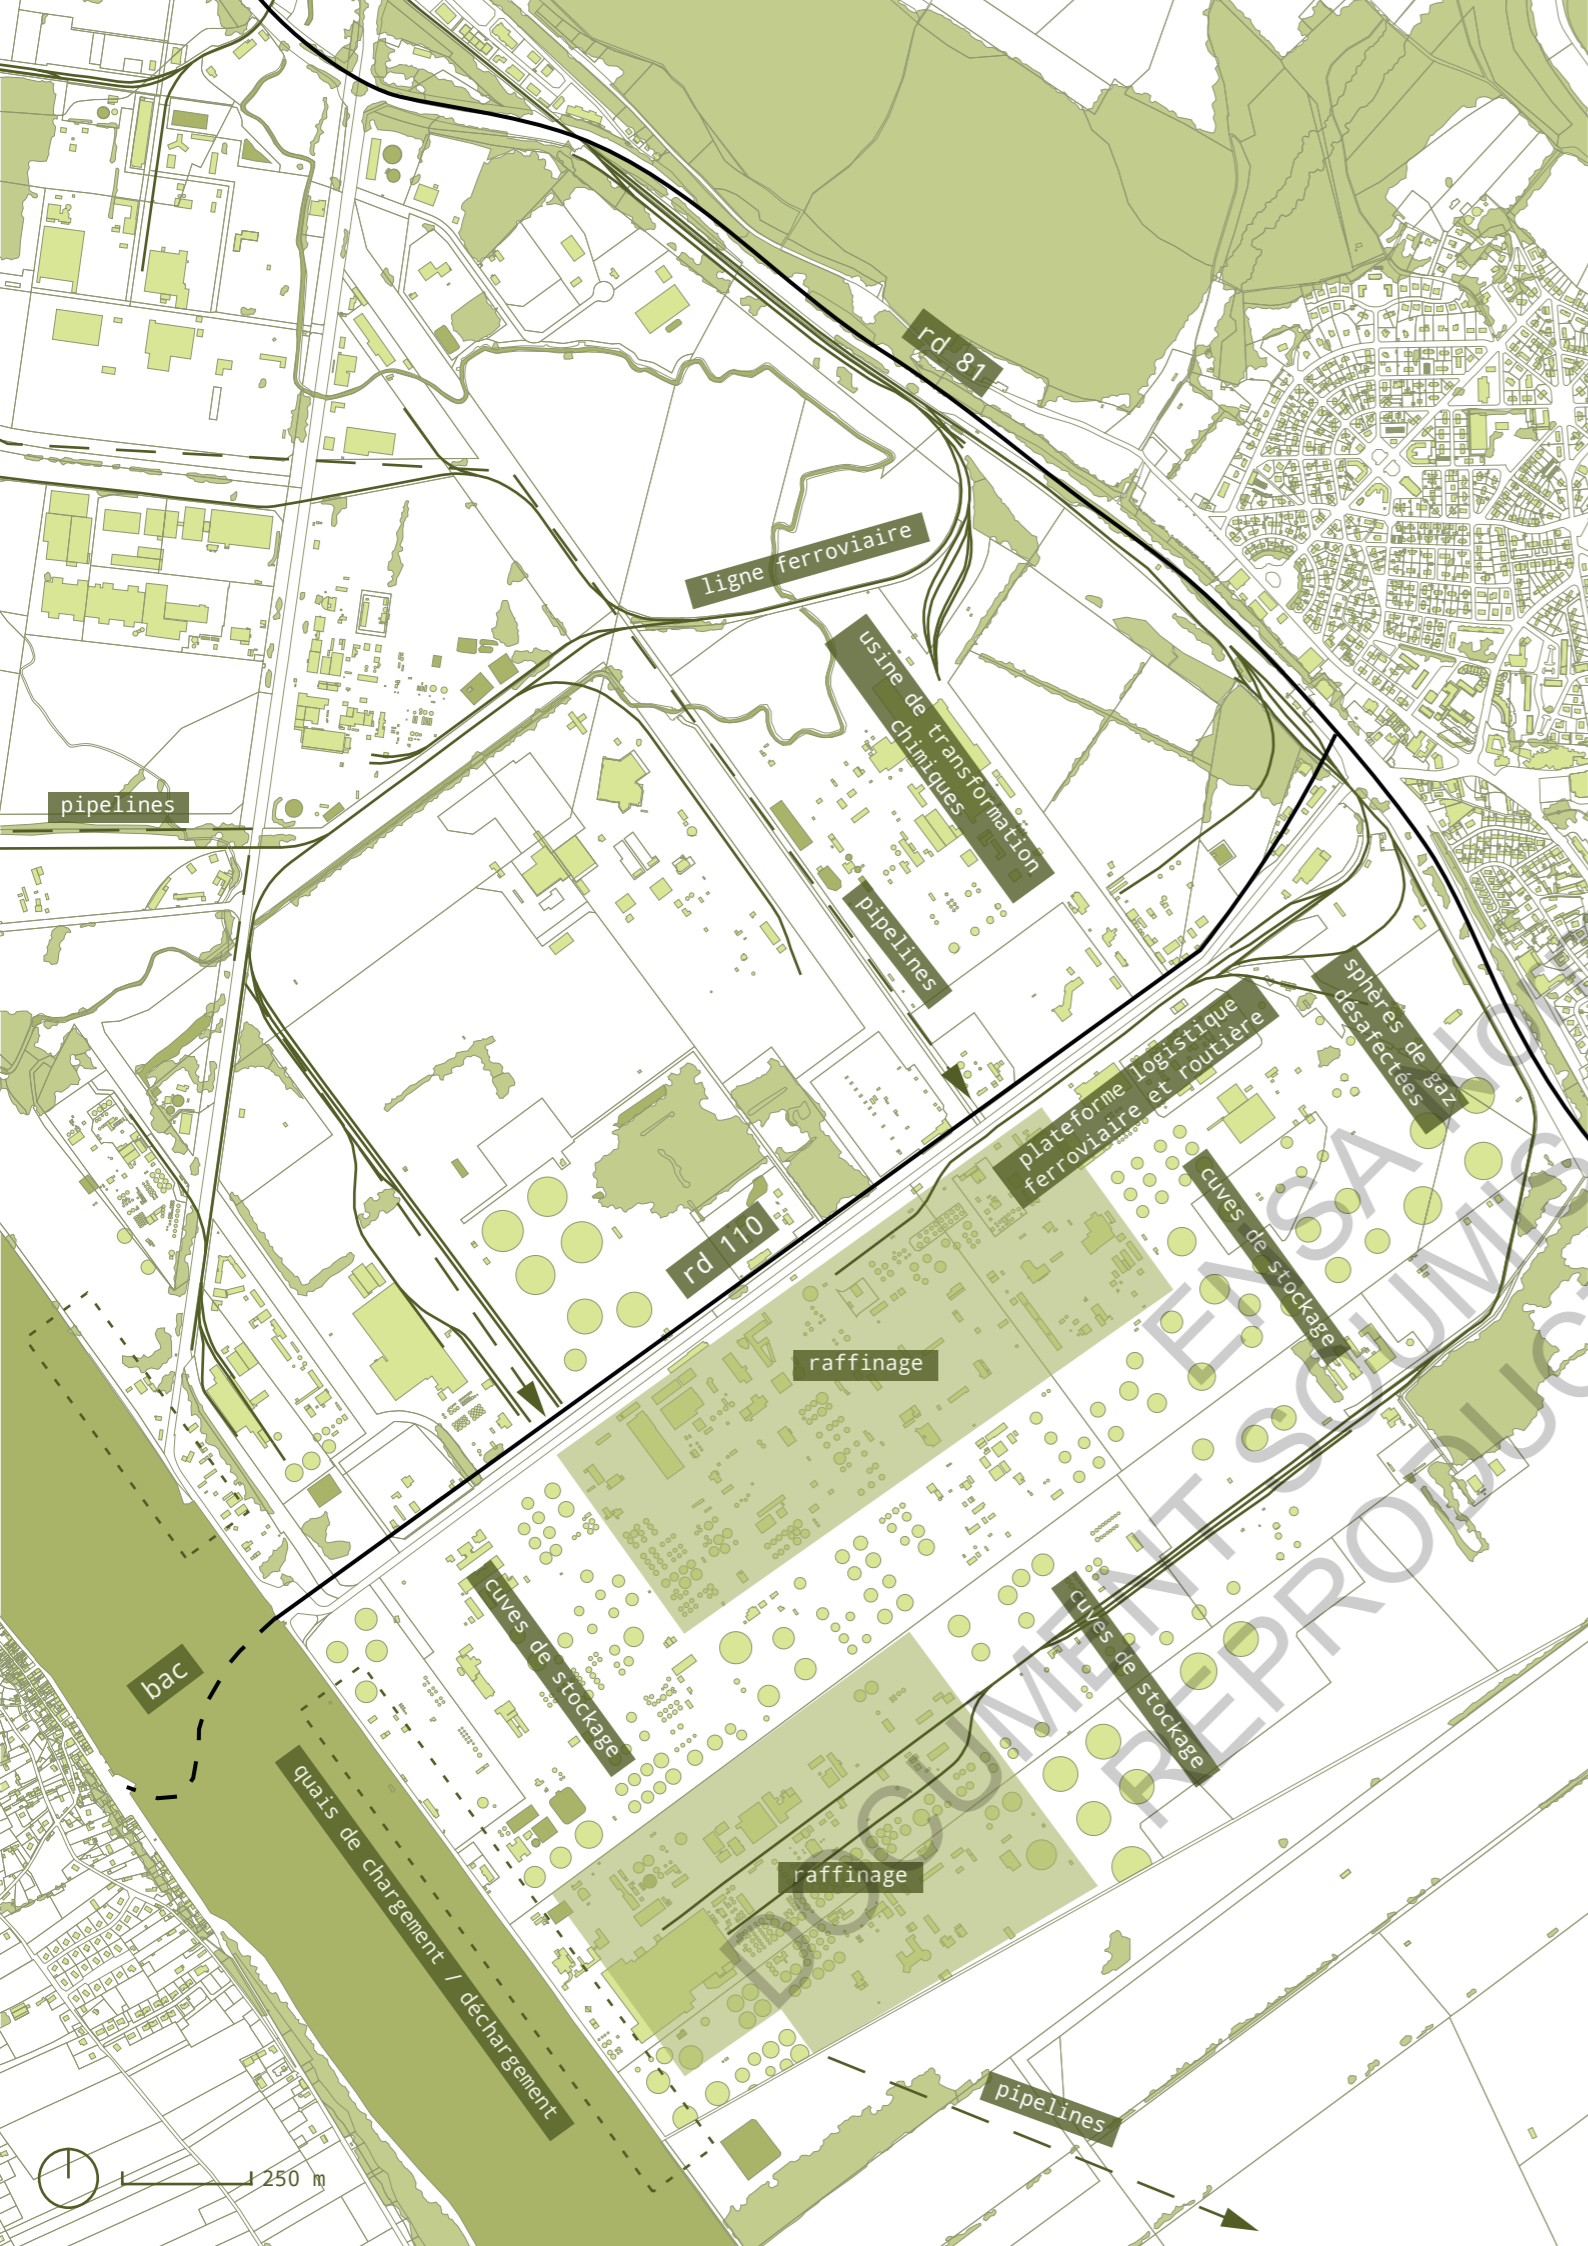 rd 81
ligne ferroviaire
usine de transformation
chimiques
pipelines
pipelines
sphères de gaz
désafectées
plateforme logistique
ferroviaire et routière
cuves de stockage
rd 110
raffinage
cuves de stockage
cuves de stockage
bac
quais de chargement / déchargement
raffinage
pipelines
250 m
DOCUMENT SOUMIS
REPRODUC